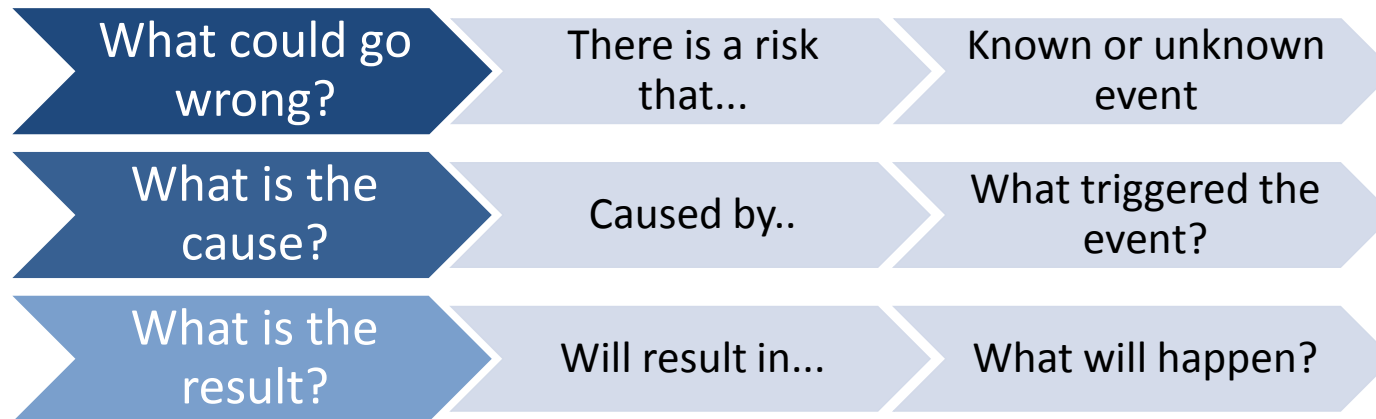 What could go
wrong?
There is a risk
that...
Known or unknown
event
What is the
cause?
Caused by..
What triggered the
event?
What is the
result?
Will result in...
What will happen?